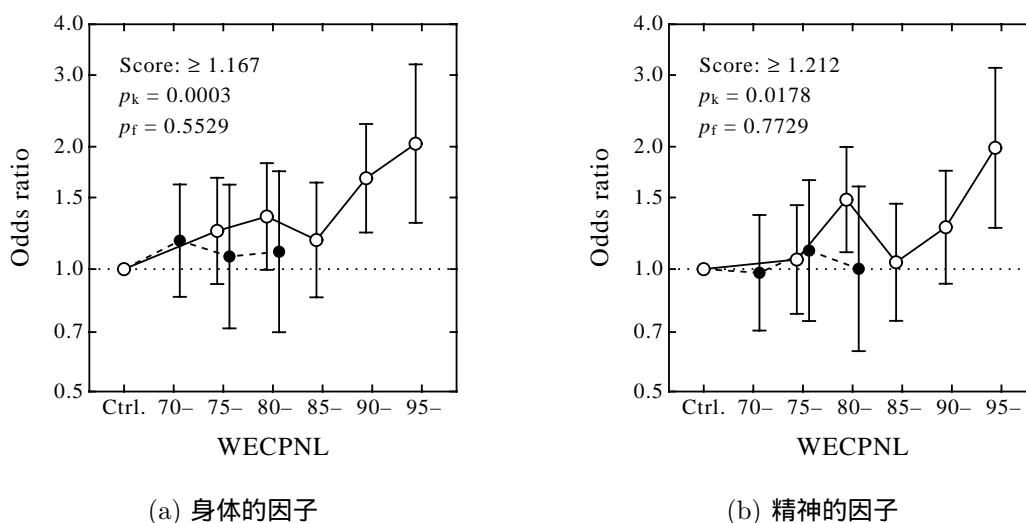 4.0
3.0
2.0
1.5
1.0
0.7
0.5
Odds ratio
Score: ≥ 1.167
pk = 0.0003
pf = 0.5529
Ctrl. 70– 75– 80– 85– 90– 95–
WECPNL
(a) 身体的因子
4.0
3.0
2.0
1.5
1.0
0.7
0.5
Odds ratio
Score: ≥ 1.212
pk = 0.0178
pf = 0.7729
Ctrl. 70– 75– 80– 85– 90– 95–
WECPNL
(b) 精神的因子